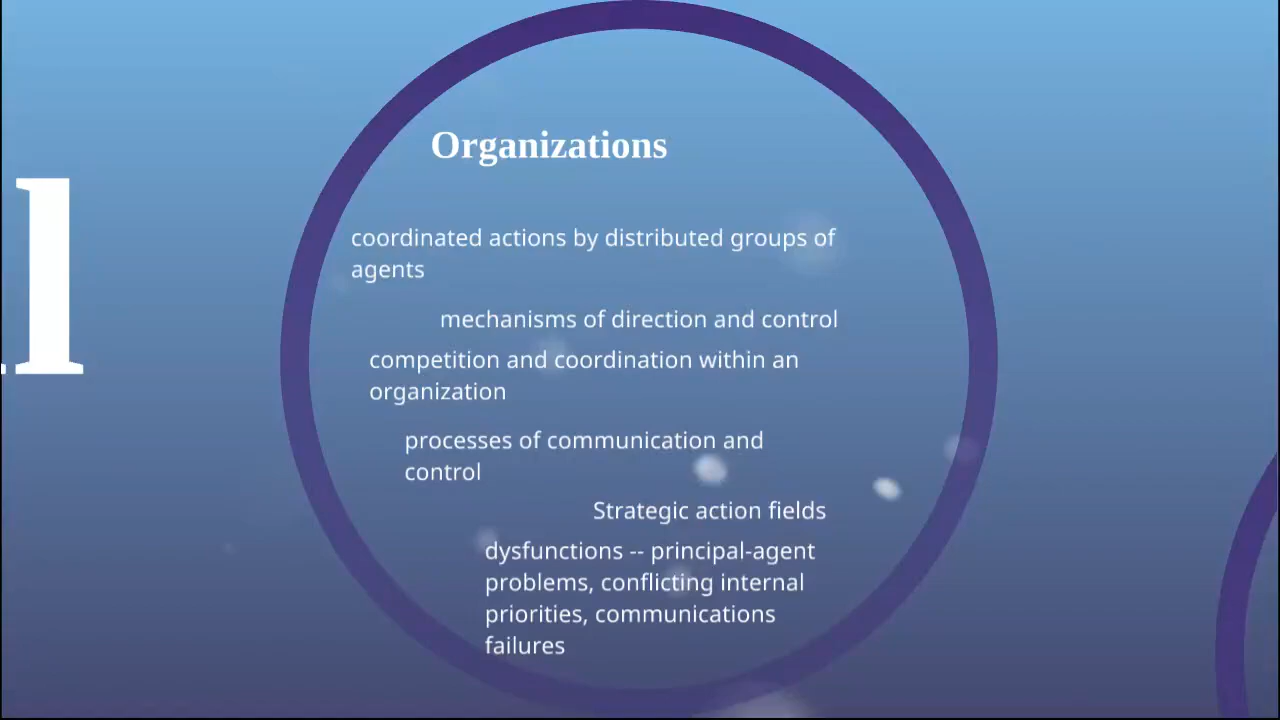 Organizations
l
coordinated actions by distributed groups of
agents
mechanisms of direction and control
competition and coordination within an
organization
processes of communication and
control
Strategic action fields
dysfunctions -- principal-agent
problems, conflicting internal
priorities, communications
failures